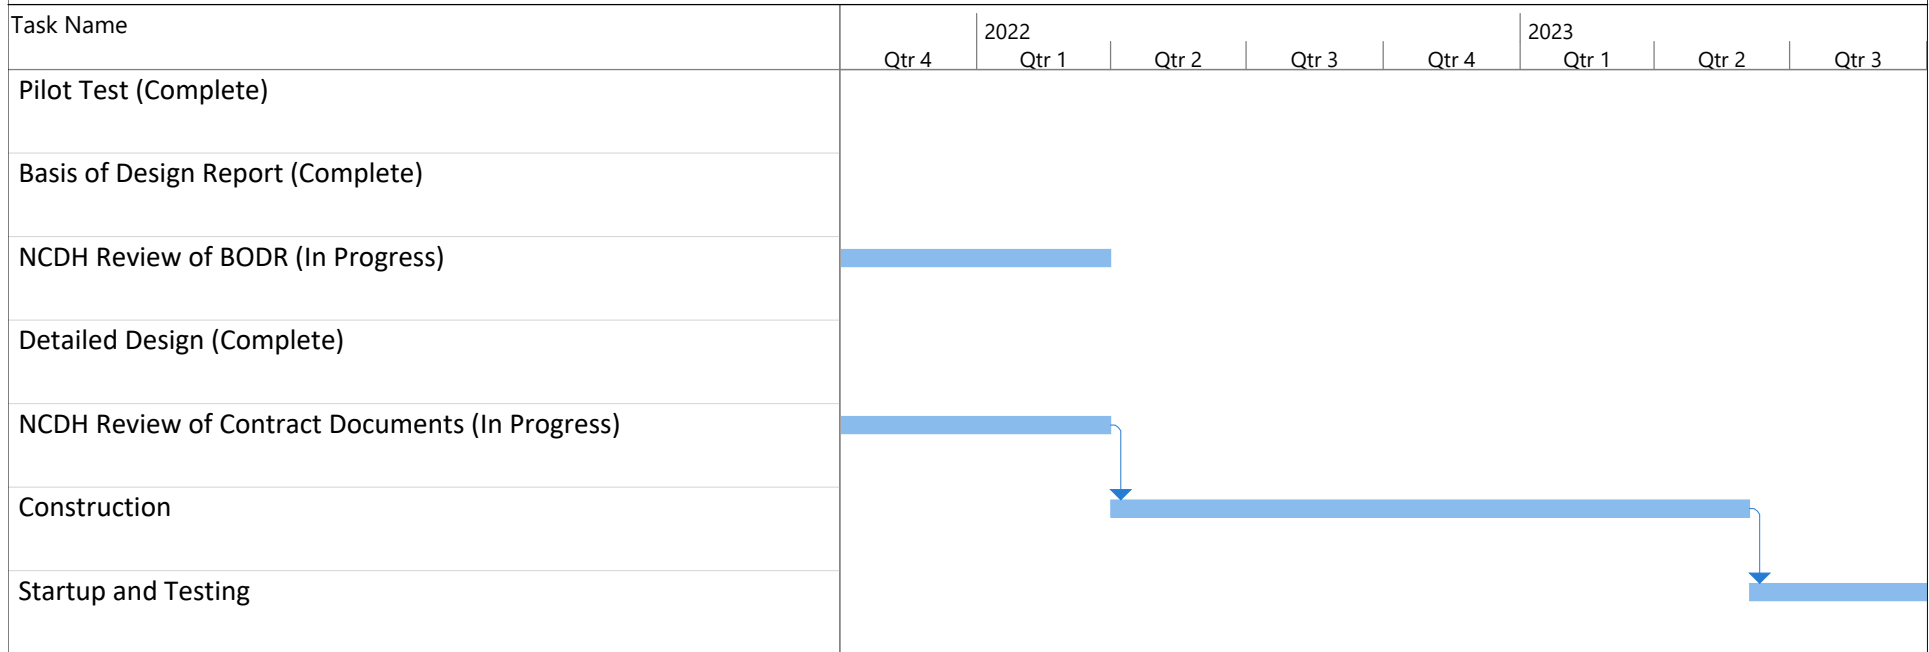 Task Name
2022
2023
Qtr 4 Qtr 1 Qtr 2 Qtr 3 Qtr 4 Qtr 1 Qtr 2 Qtr 3
Pilot Test (Complete)
Basis of Design Report (Complete)
NCDH Review of BODR (In Progress)
Detailed Design (Complete)
NCDH Review of Contract Documents (In Progress)
Construction
Startup and Testing